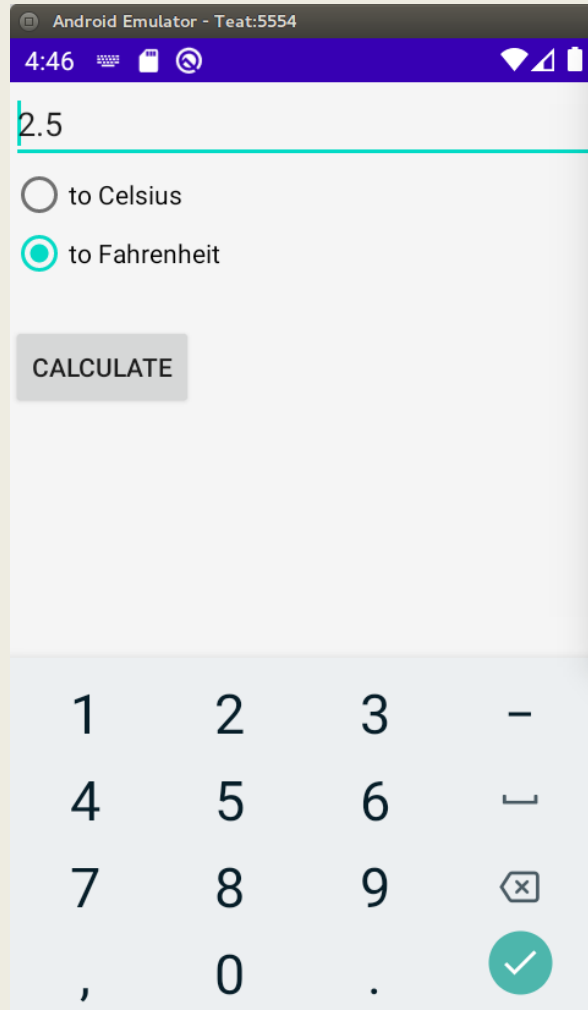 Android Emulator - Teat:5554
4:46
2.5
to Celsius
to Fahrenheit
CALCULATE
1 2 3 -
4 5 6
7 8 9
, 0 .